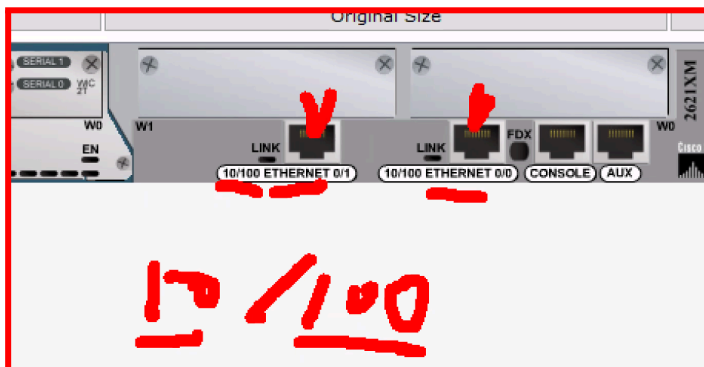 Original Size
SERIAL 1
SERIAL 0 WIC 2T
W0 W1 W0
EN LINK LINK FDX
10/100 ETHERNET 0/1 10/100 ETHERNET 0/0 CONSOLE AUX
2621XM
Cisco
10/100